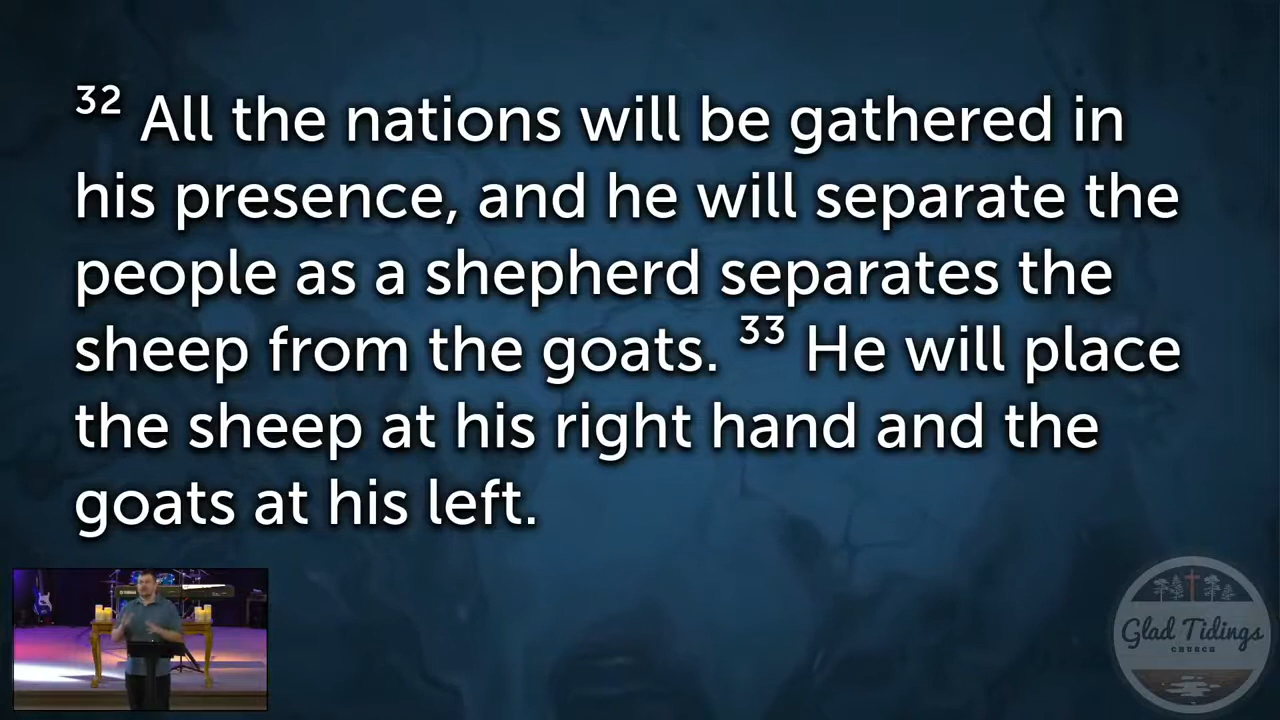 32 All the nations will be gathered in
his presence, and he will separate the
people as a shepherd separates the
sheep from the goats. 33 He will place
the sheep at his right hand and the
goats at his left.
Glad Tidings
CHURCH